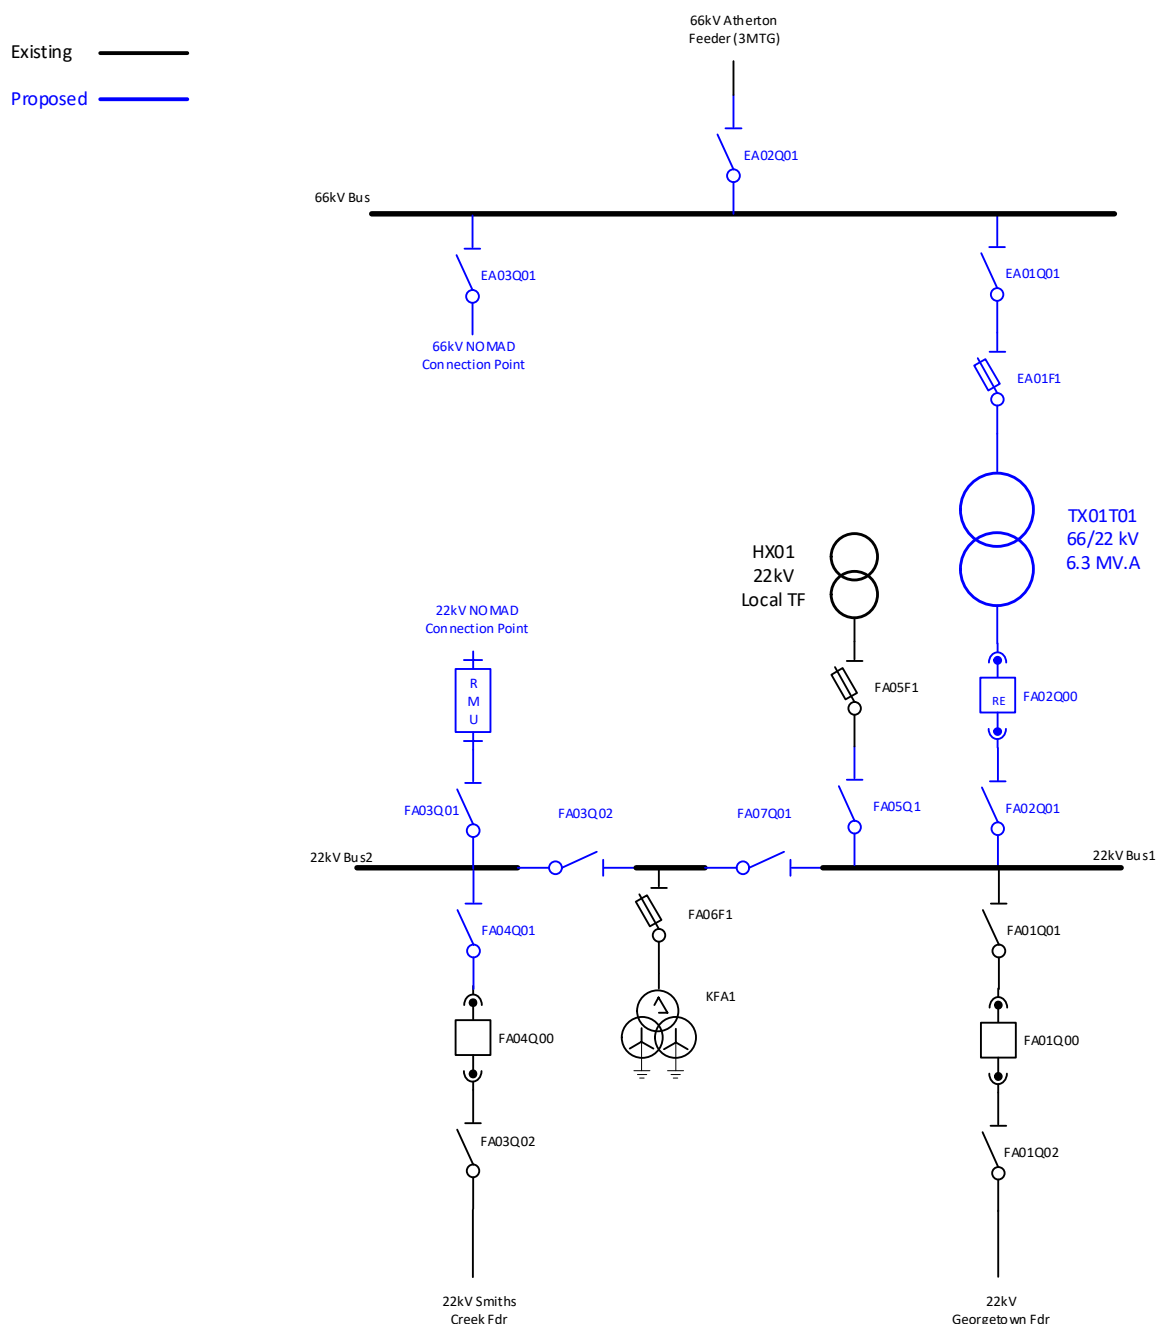 66kV Atherton
Feeder (3MTG)
Existing
Proposed
EA02Q01
66kV Bus
EA03Q01
EA01Q01
66kV NOMAD
Connection Point
EA01F1
TX01T01
66/22 kV
6.3 MV.A
HX01
22kV
Local TF
22kV NOMAD
Connection Point
R
M
U
FA05F1
RE
FA02Q00
FA03Q01
FA03Q02
FA07Q01
FA05Q1
FA02Q01
22kV Bus2
22kV Bus1
FA06F1
FA04Q01
FA01Q01
KFA1
FA04Q00
FA01Q00
FA03Q02
FA01Q02
22kV Smiths
Creek Fdr
22kV
Georgetown Fdr